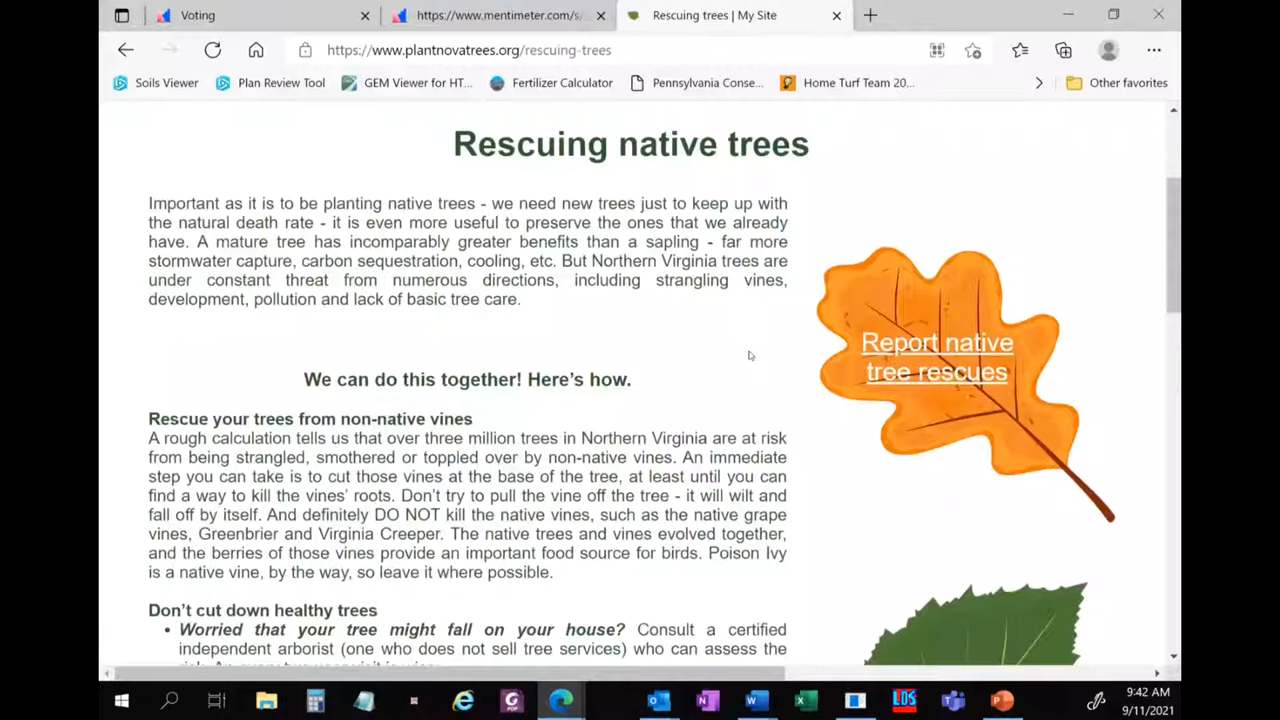 Voting
https://www.mentimeter.com/s/
Rescuing trees | My Site
https://www.plantnovatrees.org/rescuing-trees
Soils Viewer
Plan Review Tool
GEM Viewer for HT...
Fertilizer Calculator
Pennsylvania Conse...
Home Turf Team 20...
Other favorites
Rescuing native trees
Important as it is to be planting native trees - we need new trees just to keep up with
the natural death rate - it is even more useful to preserve the ones that we already
have. A mature tree has incomparably greater benefits than a sapling - far more
stormwater capture, carbon sequestration, cooling, etc. But Northern Virginia trees are
under constant threat from numerous directions, including strangling vines,
development, pollution and lack of basic tree care.
Report native
tree rescues
We can do this together! Here's how.
Rescue your trees from non-native vines
A rough calculation tells us that over three million trees in Northern Virginia are at risk
from being strangled, smothered or toppled over by non-native vines. An immediate
step you can take is to cut those vines at the base of the tree, at least until you can
find a way to kill the vines' roots. Don't try to pull the vine off the tree - it will wilt and
fall off by itself. And definitely DO NOT kill the native vines, such as the native grape
vines, Greenbrier and Virginia Creeper. The native trees and vines evolved together,
and the berries of those vines provide an important food source for birds. Poison Ivy
is a native vine, by the way, so leave it where possible.
Don't cut down healthy trees
• Worried that your tree might fall on your house? Consult a certified
independent arborist (one who does not sell tree services) who can assess the
LDS
9:42 AM
9/11/2021